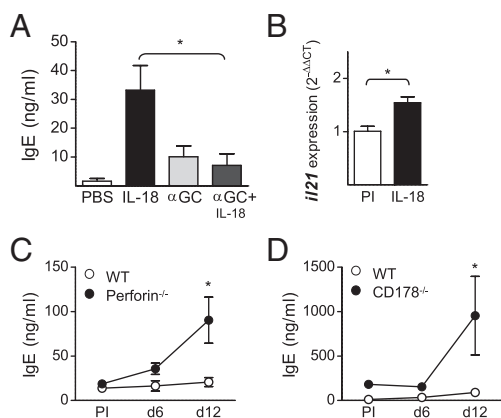 A
*
IgE (ng/ml)
50
40
30
20
10
PBS
IL-18
αGC
αGC+
IL-18
B
*
il21 expression (2-ΔΔCT)
2
1
PI
IL-18
C
WT
Perforin-/-
*
IgE (ng/ml)
150
100
50
0
PI
d6
d12
D
WT
CD178-/-
*
IgE (ng/ml)
1500
1000
500
0
PI
d6
d12